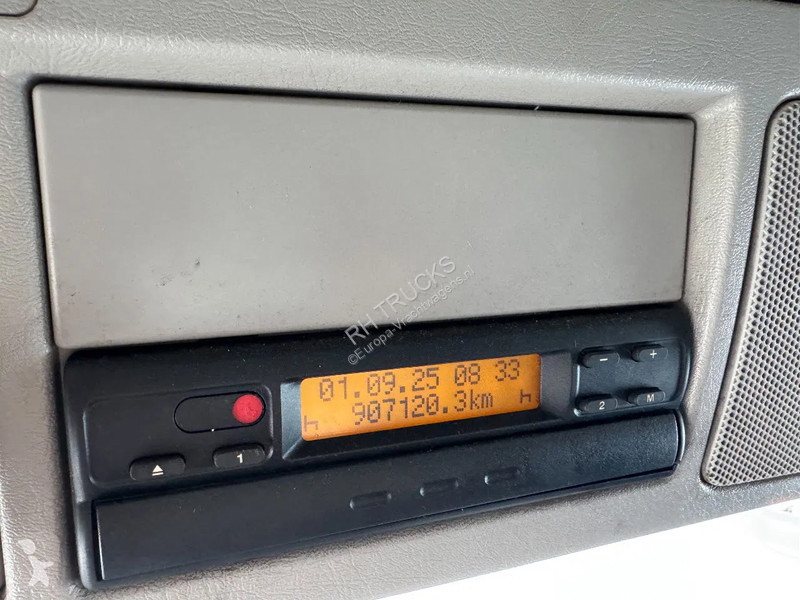 RH TRUCKS
©Europa-Vrachtwagens.nl
01.09.25 08 33
907120.3km
1
2
M
- +